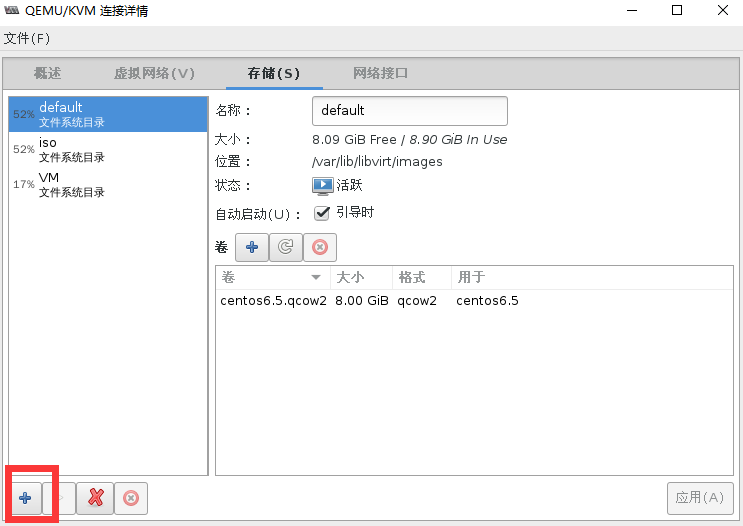 QEMU/KVM 连接详情
文件(F)
概述 虚拟网络(V) 存储(S) 网络接口
52% default
文件系统目录
52% iso
文件系统目录
17% VM
文件系统目录
名称： default
大小： 8.09 GiB Free / 8.90 GiB In Use
位置： /var/lib/libvirt/images
状态： 活跃
自动启动(U)： 引导时
卷
卷 大小 格式 用于
centos6.5.qcow2 8.00 GiB qcow2 centos6.5
应用(A)